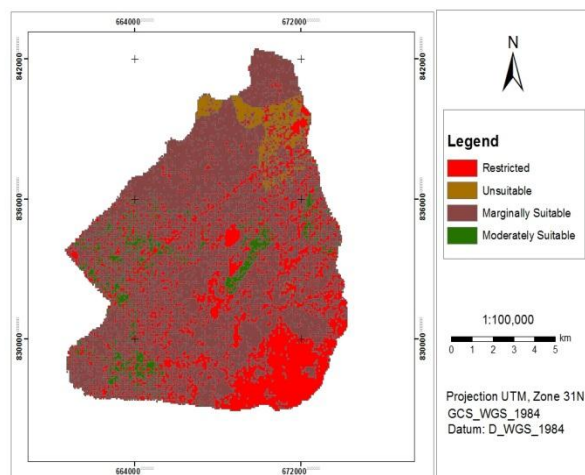 664000 672000
842000 842000
836000 836000
830000 830000
664000 672000
N
Legend
Restricted
Unsuitable
Marginally Suitable
Moderately Suitable
1:100,000
km
0 1 2 3 4 5
Projection UTM, Zone 31N
GCS_WGS_1984
Datum: D_WGS_1984